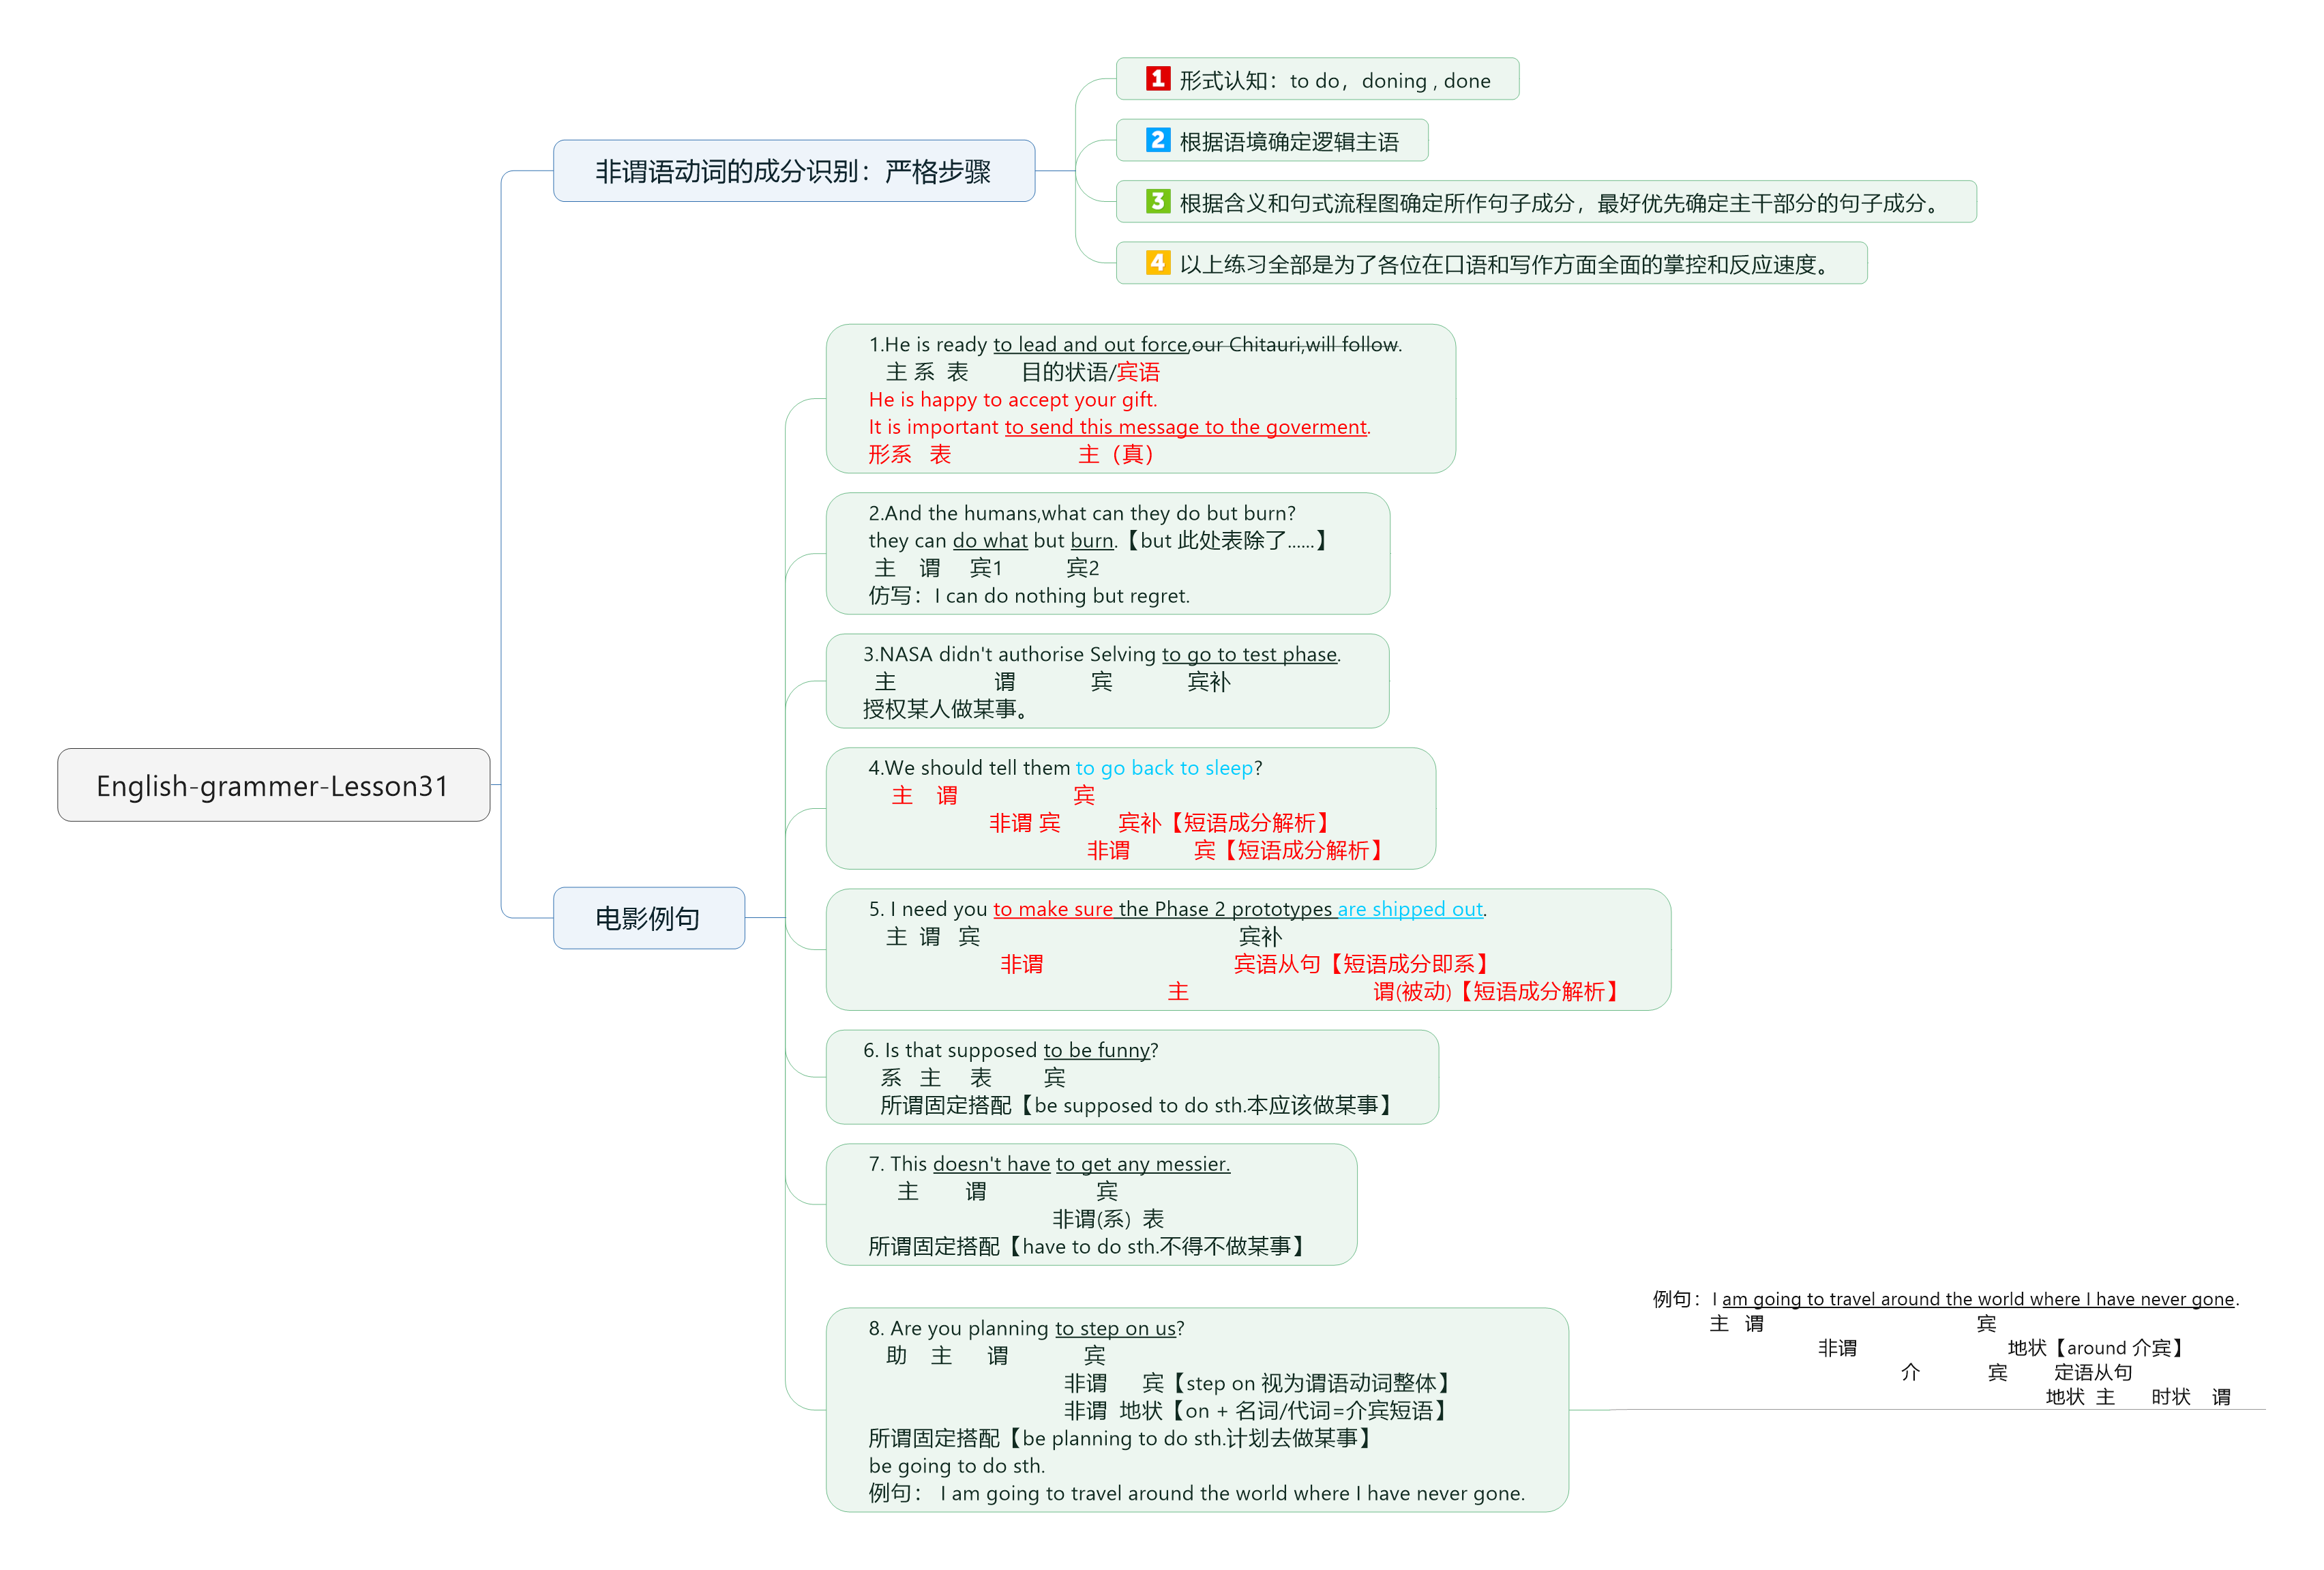 English-grammer-Lesson31
非谓语动词的成分识别：严格步骤
1 形式认知：to do，doning , done
2 根据语境确定逻辑主语
3 根据含义和句式流程图确定所作句子成分，最好优先确定主干部分的句子成分。
4 以上练习全部是为了各位在口语和写作方面全面的掌控和反应速度。
电影例句
1.He is ready to lead and out force,our Chitauri,will follow.
主 系 表 目的状语/宾语
He is happy to accept your gift.
It is important to send this message to the goverment.
形系 表 主（真）
2.And the humans,what can they do but burn?
they can do what but burn.【but 此处表除了......】
主 谓 宾1 宾2
仿写：I can do nothing but regret.
3.NASA didn't authorise Selving to go to test phase.
主 谓 宾 宾补
授权某人做某事。
4.We should tell them to go back to sleep?
主 谓 宾
非谓 宾 宾补【短语成分解析】
非谓 宾【短语成分解析】
5. I need you to make sure the Phase 2 prototypes are shipped out.
主 谓 宾 宾补
非谓 宾语从句【短语成分即系】
主 谓(被动)【短语成分解析】
6. Is that supposed to be funny?
系 主 表 宾
所谓固定搭配【be supposed to do sth.本应该做某事】
7. This doesn't have to get any messier.
主 谓 宾
非谓(系) 表
所谓固定搭配【have to do sth.不得不做某事】
8. Are you planning to step on us?
助 主 谓 宾
非谓 宾【step on 视为谓语动词整体】
非谓 地状【on + 名词/代词=介宾短语】
所谓固定搭配【be planning to do sth.计划去做某事】
be going to do sth.
例句： I am going to travel around the world where I have never gone.
例句：I am going to travel around the world where I have never gone.
主 谓 宾
非谓 地状【around 介宾】
介 宾 定语从句
地状 主 时状 谓